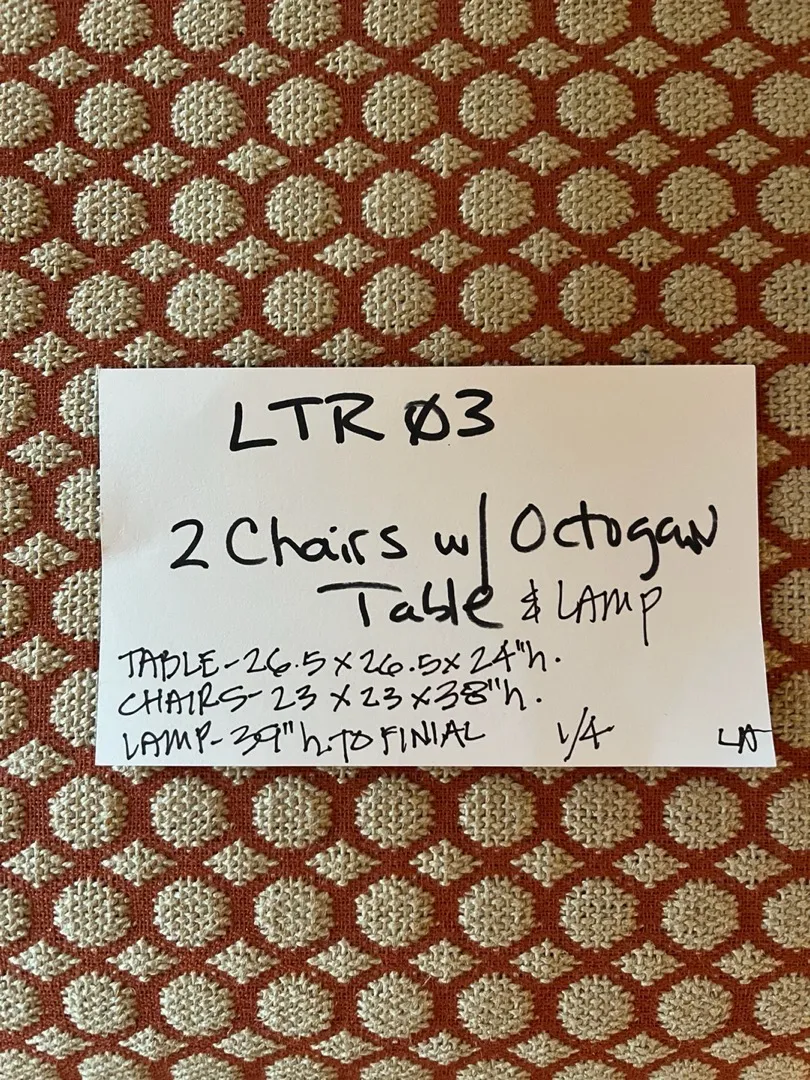 LTR Ø3
2 Chairs w/ Octogan
Table & LAMP
TABLE-26.5 x 26.5 x 24"h.
CHAIRS-23 x 23 x 38"h.
LAMP-39"h. TO FINIAL 1/4 LA